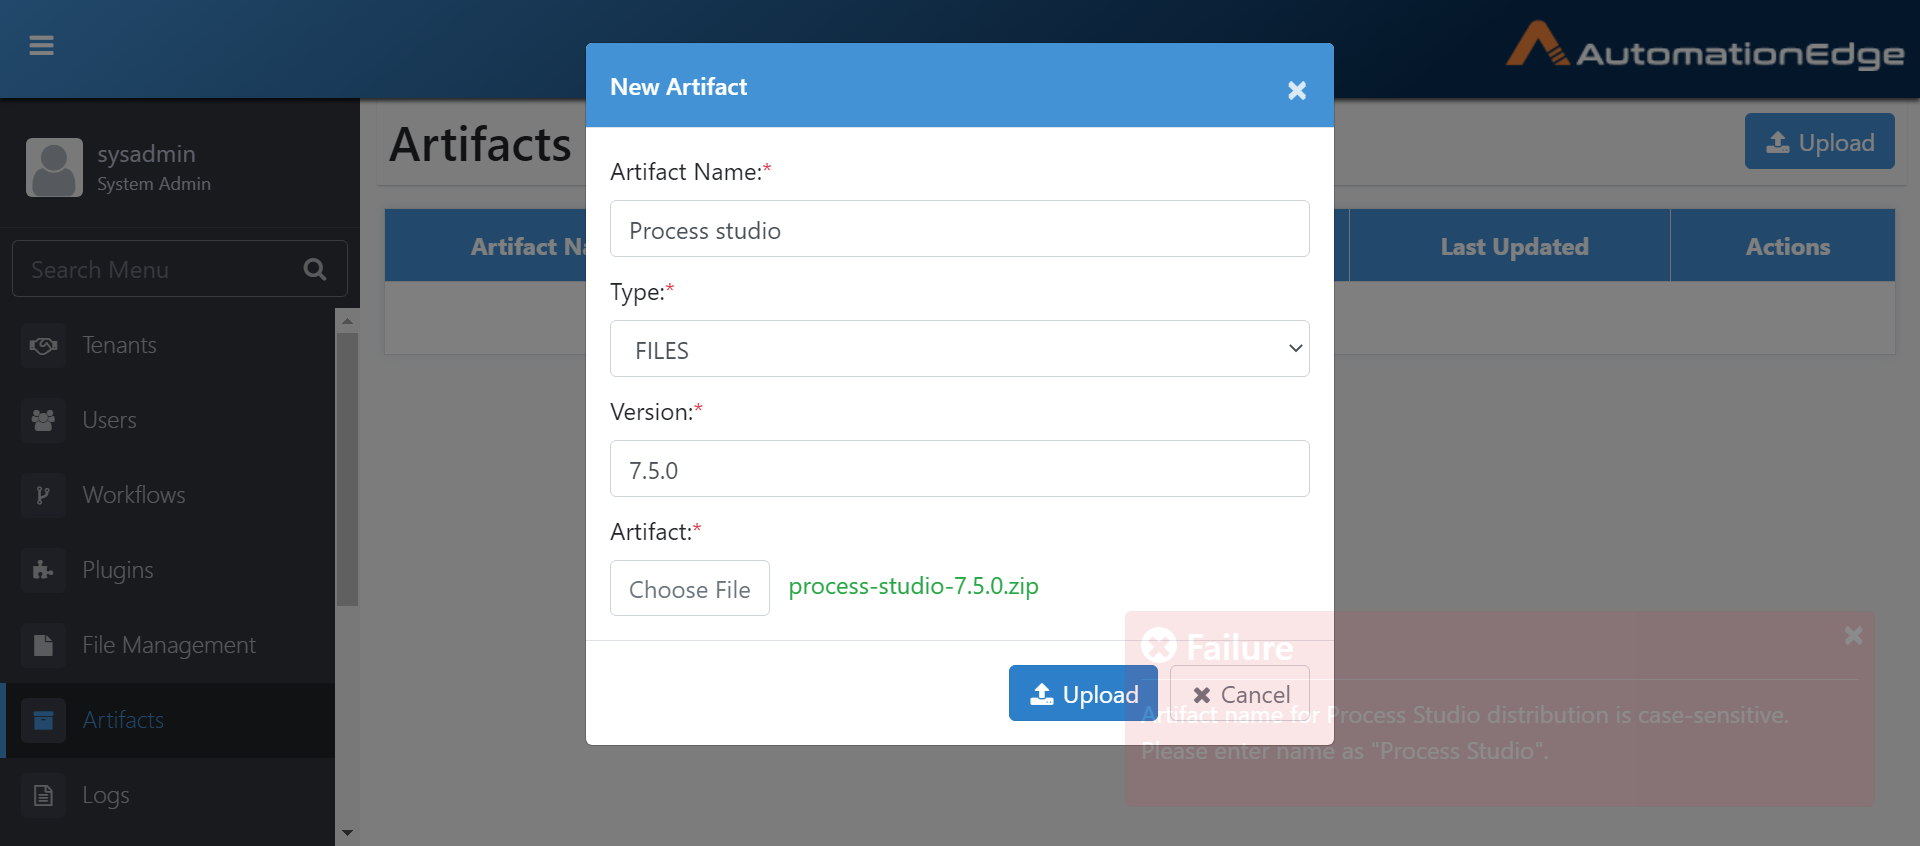 AutomationEdge
sysadmin
System Admin
Search Menu
Tenants
Users
Workflows
Plugins
File Management
Artifacts
Logs
Artifacts
Upload
Artifact Na
Last Updated
Actions
New Artifact
Artifact Name:*
Process studio
Type:*
FILES
Version:*
7.5.0
Artifact:*
Choose File
process-studio-7.5.0.zip
Upload
Cancel
Failure
Artifact name for Process Studio distribution is case-sensitive.
Please enter name as "Process Studio".